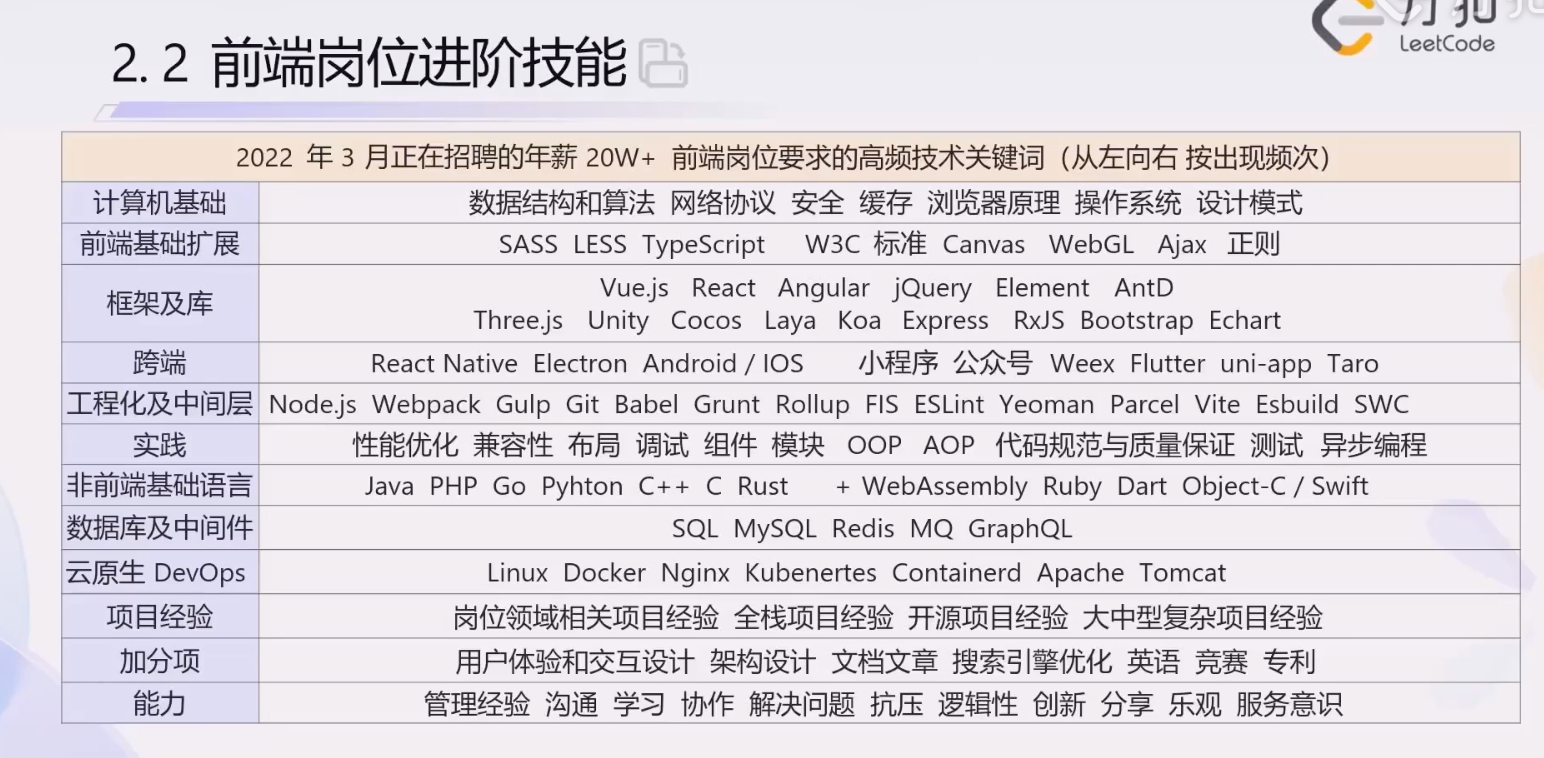 2.2 前端岗位进阶技能
力扣
LeetCode
2022 年 3 月正在招聘的年薪 20W+ 前端岗位要求的高频技术关键词（从左向右 按出现频次）
计算机基础 数据结构和算法 网络协议 安全 缓存 浏览器原理 操作系统 设计模式
前端基础扩展 SASS LESS TypeScript W3C 标准 Canvas WebGL Ajax 正则
框架及库 Vue.js React Angular jQuery Element AntD
Three.js Unity Cocos Laya Koa Express RxJS Bootstrap Echart
跨端 React Native Electron Android / IOS 小程序 公众号 Weex Flutter uni-app Taro
工程化及中间层 Node.js Webpack Gulp Git Babel Grunt Rollup FIS ESLint Yeoman Parcel Vite Esbuild SWC
实践 性能优化 兼容性 布局 调试 组件 模块 OOP AOP 代码规范与质量保证 测试 异步编程
非前端基础语言 Java PHP Go Pyhton C++ C Rust + WebAssembly Ruby Dart Object-C / Swift
数据库及中间件 SQL MySQL Redis MQ GraphQL
云原生 DevOps Linux Docker Nginx Kubenertes Containerd Apache Tomcat
项目经验 岗位领域相关项目经验 全栈项目经验 开源项目经验 大中型复杂项目经验
加分项 用户体验和交互设计 架构设计 文档文章 搜索引擎优化 英语 竞赛 专利
能力 管理经验 沟通 学习 协作 解决问题 抗压 逻辑性 创新 分享 乐观 服务意识